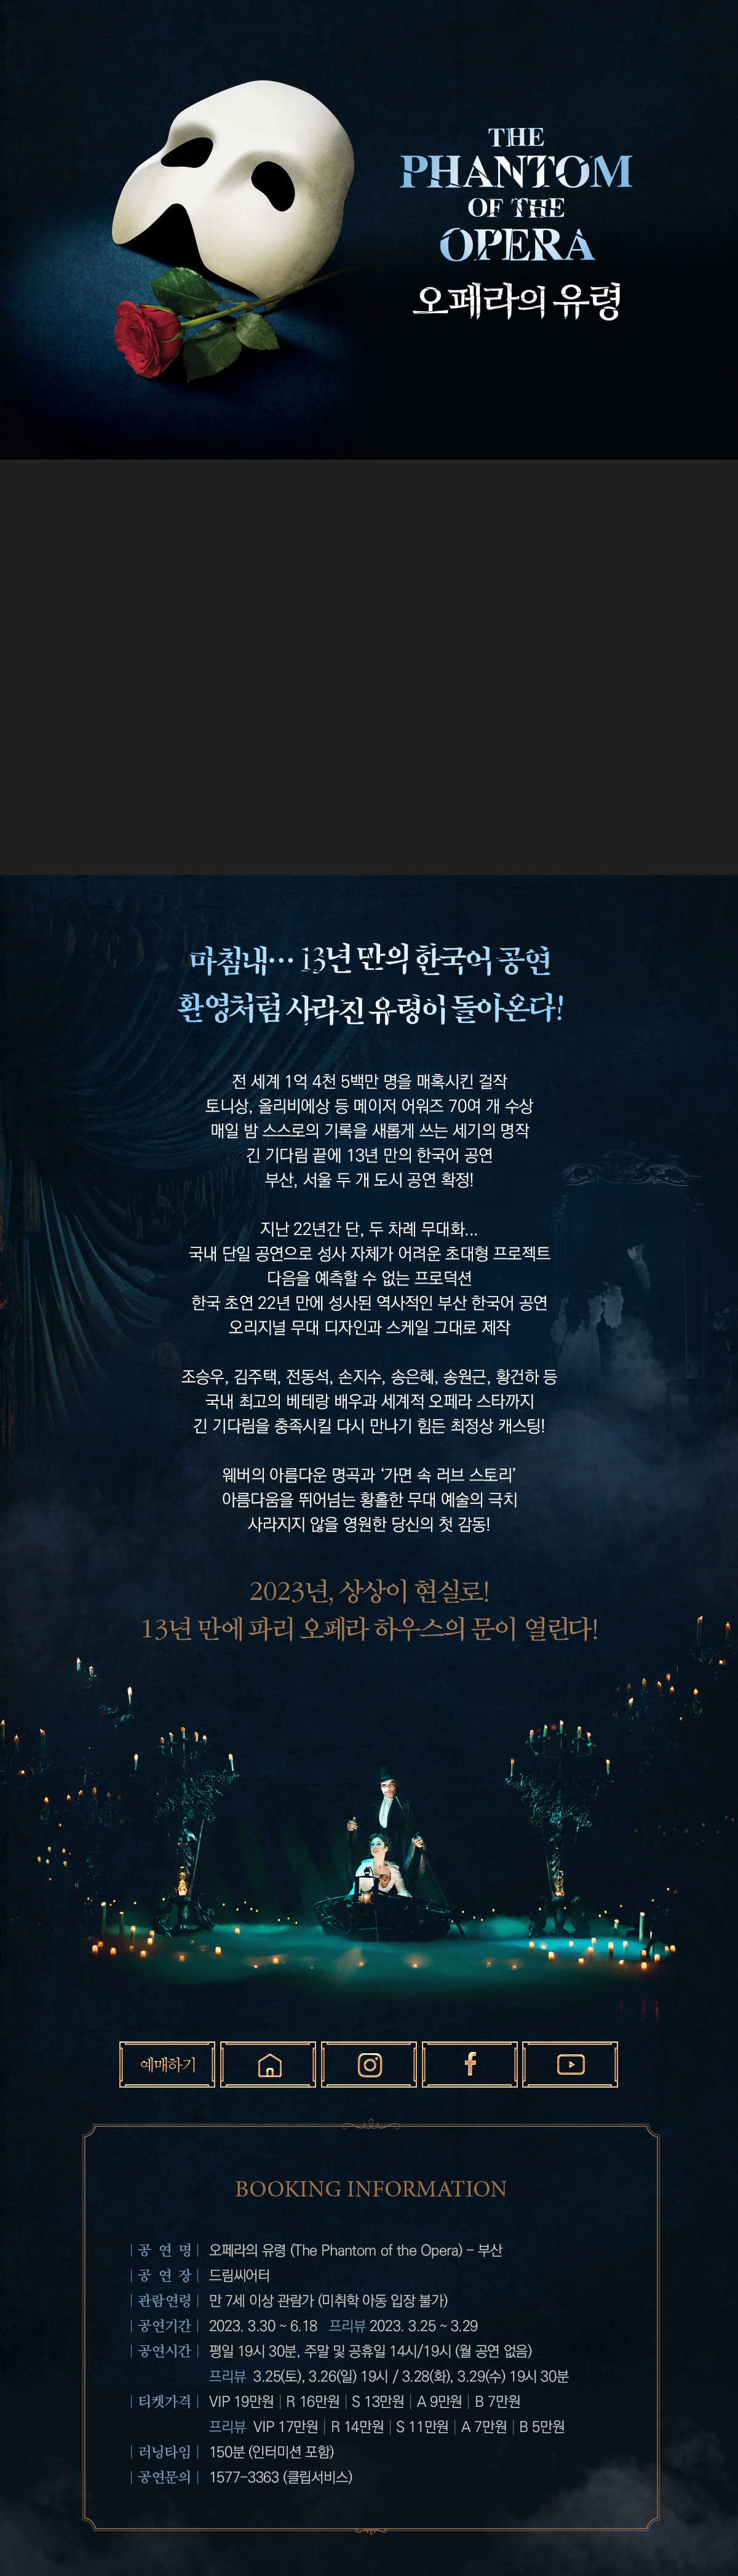 THE
PHANTOM
OF THE
OPERA
오페라의 유령
마침내… 13년 만의 한국어 공연
환영처럼 사라진 유령이 돌아온다!
전 세계 1억 4천 5백만 명을 매혹시킨 걸작
토니상, 올리비에상 등 메이저 어워즈 70여 개 수상
매일 밤 스스로의 기록을 새롭게 쓰는 세기의 명작
긴 기다림 끝에 13년 만의 한국어 공연
부산, 서울 두 개 도시 공연 확정!
지난 22년간 단, 두 차례 무대화...
국내 단일 공연으로 성사 자체가 어려운 초대형 프로젝트
다음을 예측할 수 없는 프로덕션
한국 초연 22년 만에 성사된 역사적인 부산 한국어 공연
오리지널 무대 디자인과 스케일 그대로 제작
조승우, 김주택, 전동석, 손지수, 송은혜, 송원근, 황건하 등
국내 최고의 베테랑 배우과 세계적 오페라 스타까지
긴 기다림을 충족시킬 다시 만나기 힘든 최정상 캐스팅!
웨버의 아름다운 명곡과 ‘가면 속 러브 스토리’
아름다움을 뛰어넘는 황홀한 무대 예술의 극치
사라지지 않을 영원한 당신의 첫 감동!
2023년, 상상이 현실로!
13년 만에 파리 오페라 하우스의 문이 열린다!
예매하기
BOOKING INFORMATION
| 공 연 명 | 오페라의 유령 (The Phantom of the Opera) - 부산
| 공 연 장 | 드림씨어터
| 관람연령 | 만 7세 이상 관람가 (미취학 아동 입장 불가)
| 공연기간 | 2023. 3.30 ~ 6.18 프리뷰 2023. 3.25 ~ 3.29
| 공연시간 | 평일 19시 30분, 주말 및 공휴일 14시/19시 (월 공연 없음)
프리뷰 3.25(토), 3.26(일) 19시 / 3.28(화), 3.29(수) 19시 30분
| 티켓가격 | VIP 19만원 | R 16만원 | S 13만원 | A 9만원 | B 7만원
프리뷰 VIP 17만원 | R 14만원 | S 11만원 | A 7만원 | B 5만원
| 러닝타임 | 150분 (인터미션 포함)
| 공연문의 | 1577-3363 (클립서비스)